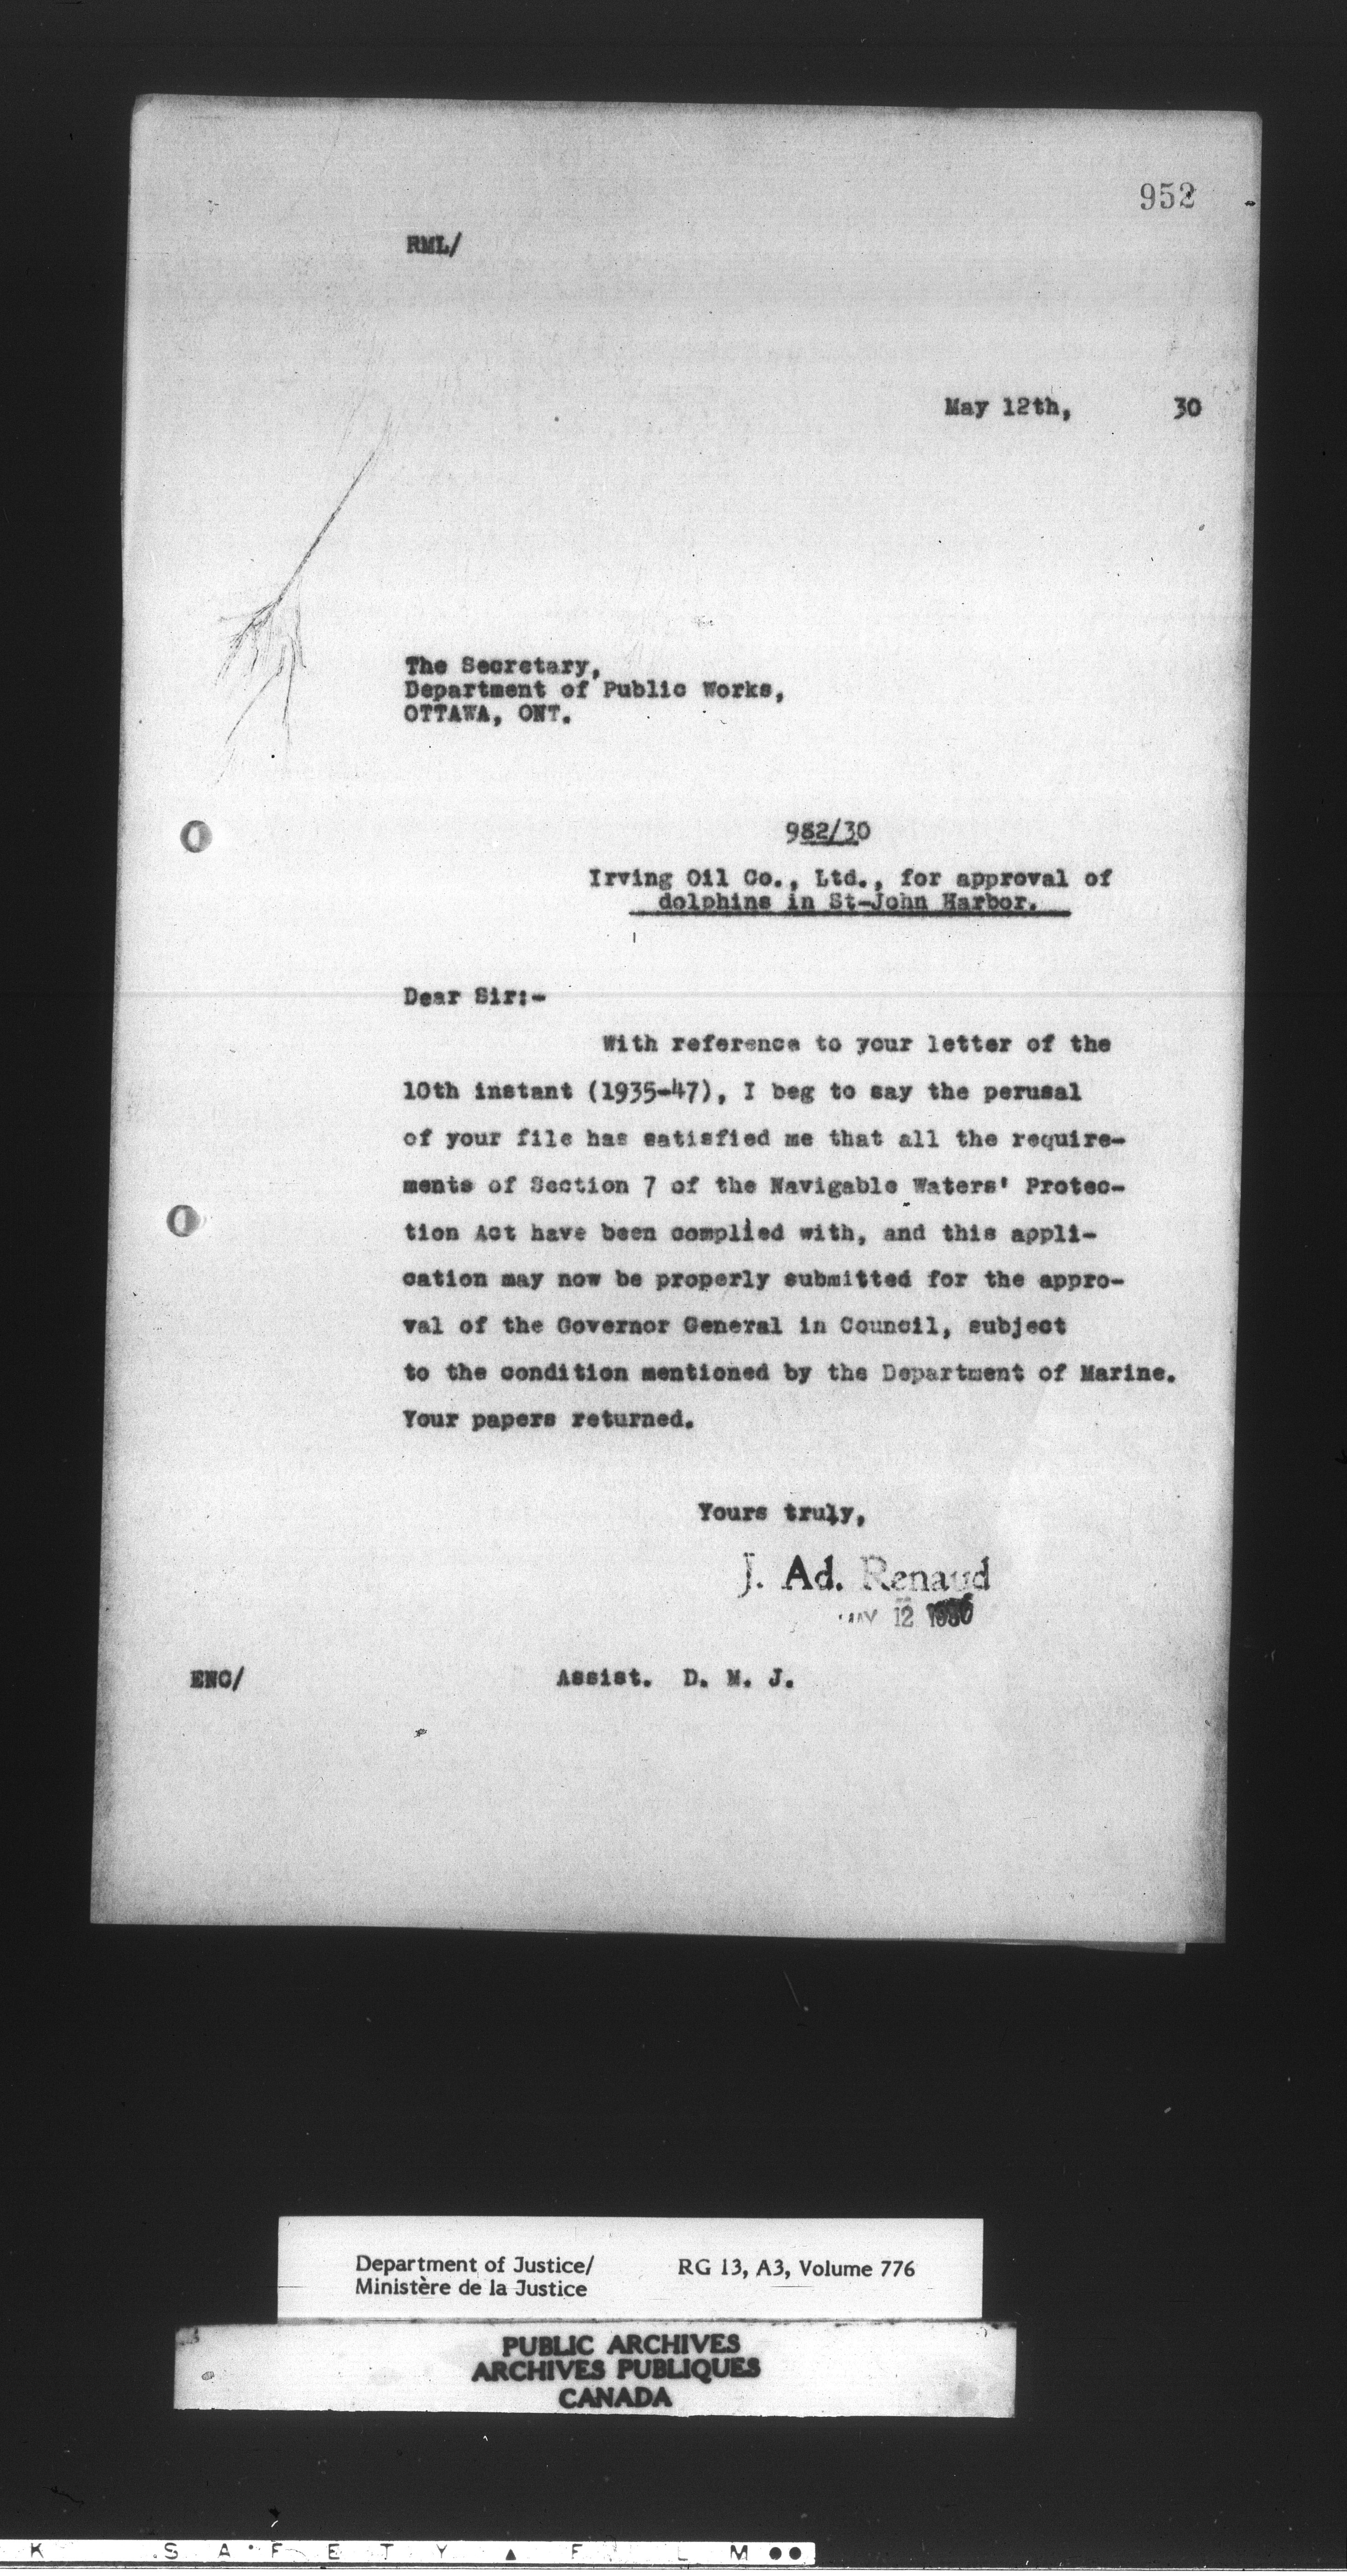 952
RML/
May 12th, 30
The Secretary,
Department of Public Works,
OTTAWA, ONT.
952/30
Irving Oil Co., Ltd., for approval of
dolphins in St-John Harbor.
Dear Sir:-
With reference to your letter of the
10th instant (1935-47), I beg to say the perusal
of your file has satisfied me that all the require-
ments of Section 7 of the Navigable Waters' Protec-
tion Act have been complied with, and this appli-
cation may now be properly submitted for the appro-
val of the Governor General in Council, subject
to the condition mentioned by the Department of Marine.
Your papers returned.
Yours truly,
J. Ad. Renaud
MAY 12 1930
ENC/ Assist. D. M. J.
Department of Justice/ RG 13, A3, Volume 776
Ministère de la Justice
PUBLIC ARCHIVES
ARCHIVES PUBLIQUES
CANADA
K SAFETY ▲ F L M ●●